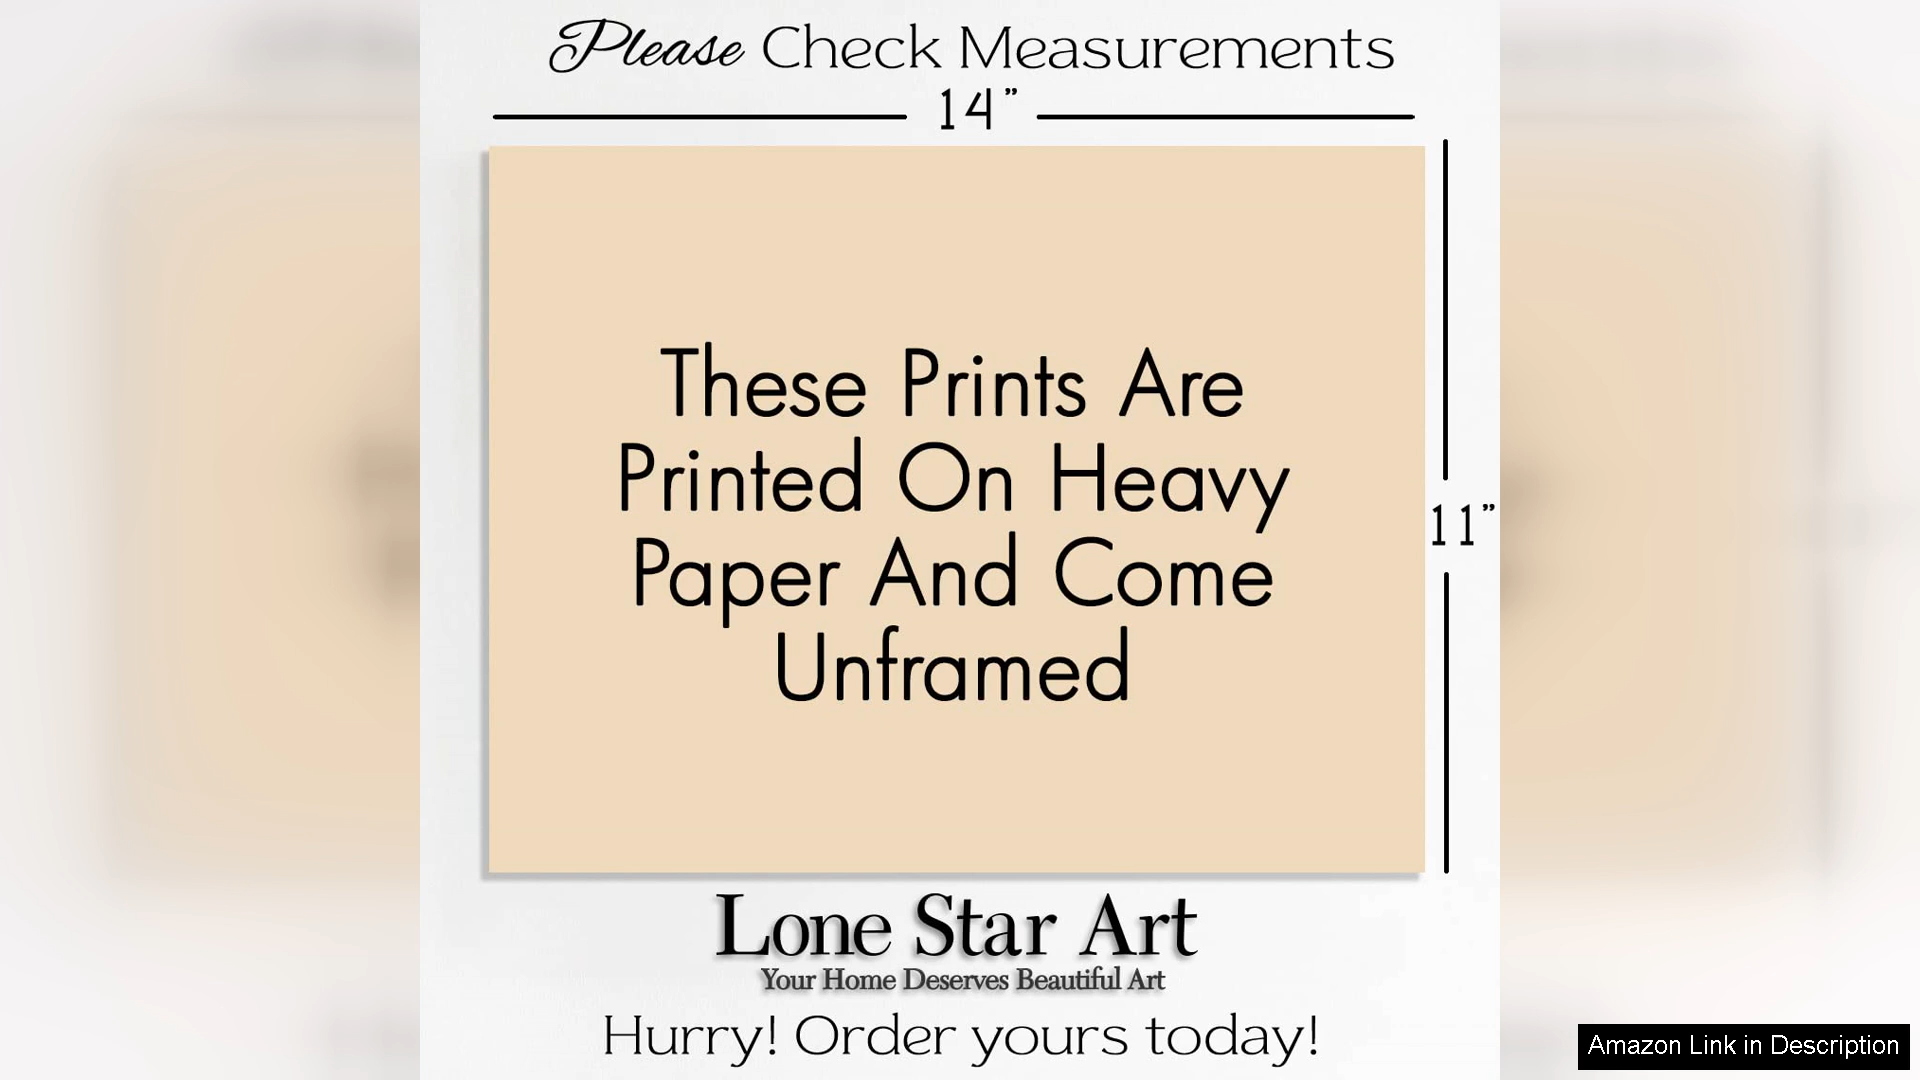 Please Check Measurements
14”
These Prints Are
Printed On Heavy
Paper And Come
Unframed
11”
Lone Star Art
Your Home Deserves Beautiful Art
Hurry! Order yours today!
Amazon Link in Description